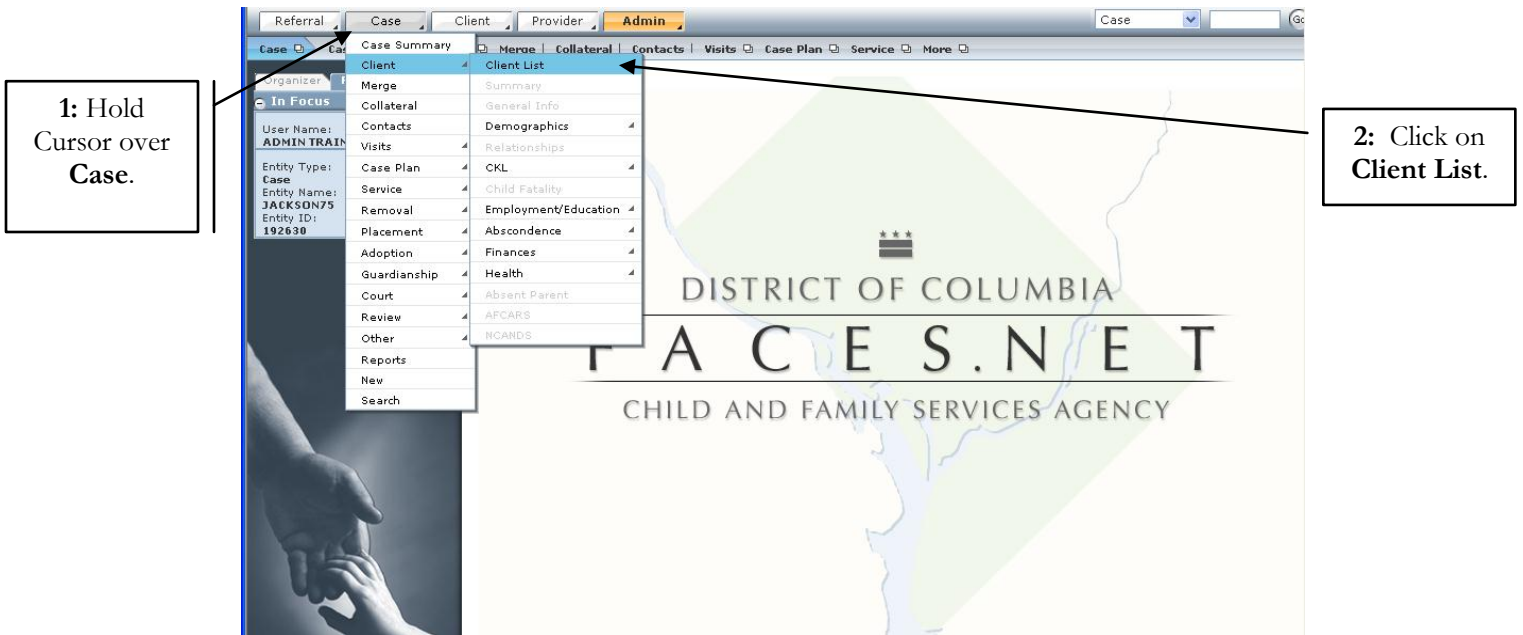 Referral Case Client Provider Admin Case
Case Merge | Collateral | Contacts | Visits Case Plan Service More
1: Hold
Cursor over
Case.
2: Click on
Client List.
Organizer
In Focus
User Name:
Entity Type:
Case
Entity Name:
JACKSON75
Entity ID:
192630
Case Summary
Client
Merge
Collateral
Contacts
Visits
Case Plan
Service
Removal
Placement
Adoption
Guardianship
Court
Review
Other
Reports
New
Search
Client List
Summary
General Info
Demographics
Relationships
CKL
Child Fatality
Employment/Education
Abscondence
Finances
Health
Absent Parent
AFCARS
NCANDS
DISTRICT OF COLUMBIA
FACES.NET
CHILD AND FAMILY SERVICES AGENCY